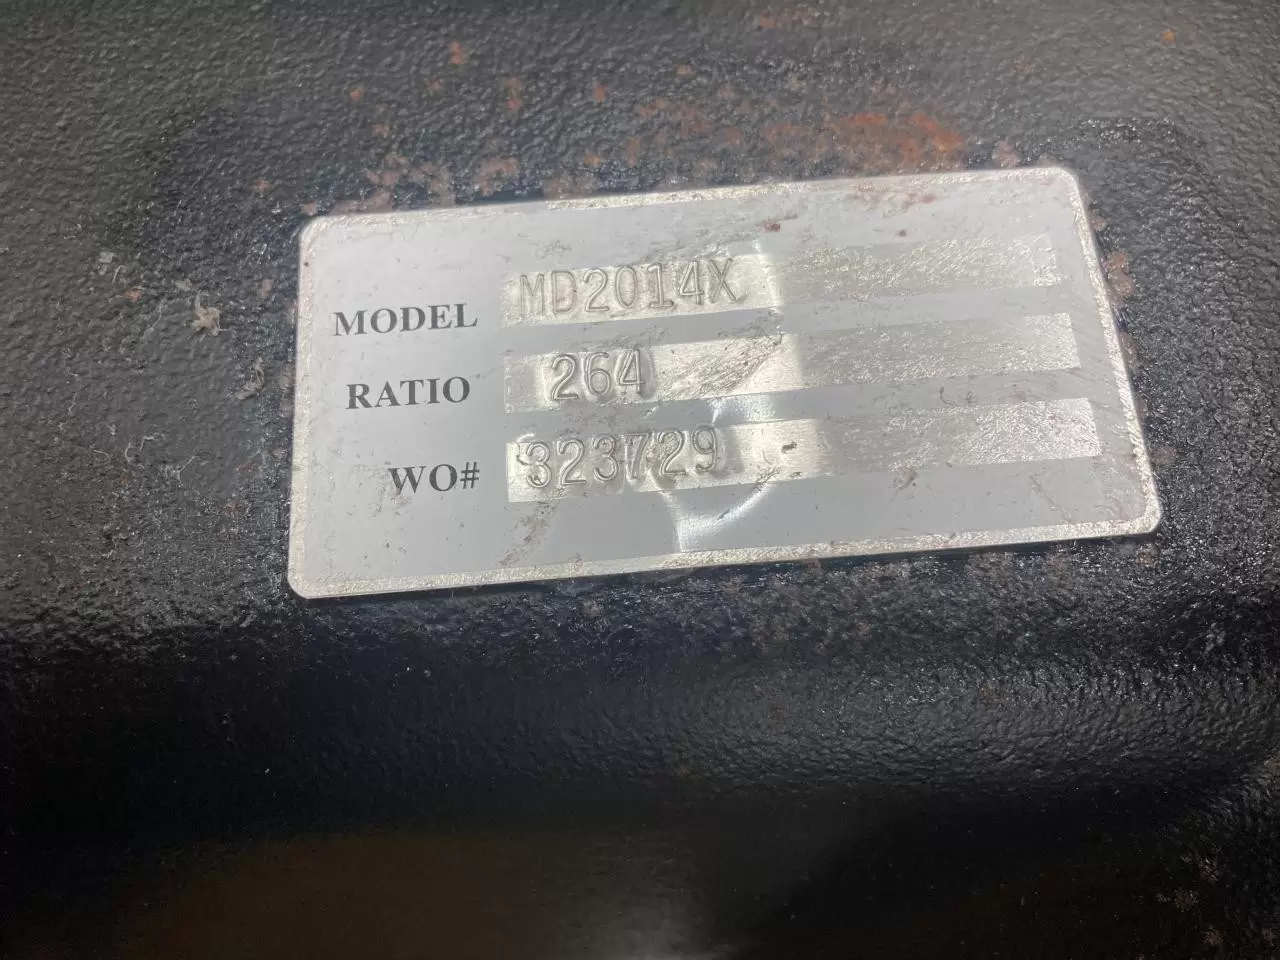 MODEL MD2014X
RATIO 264
WO# 323729